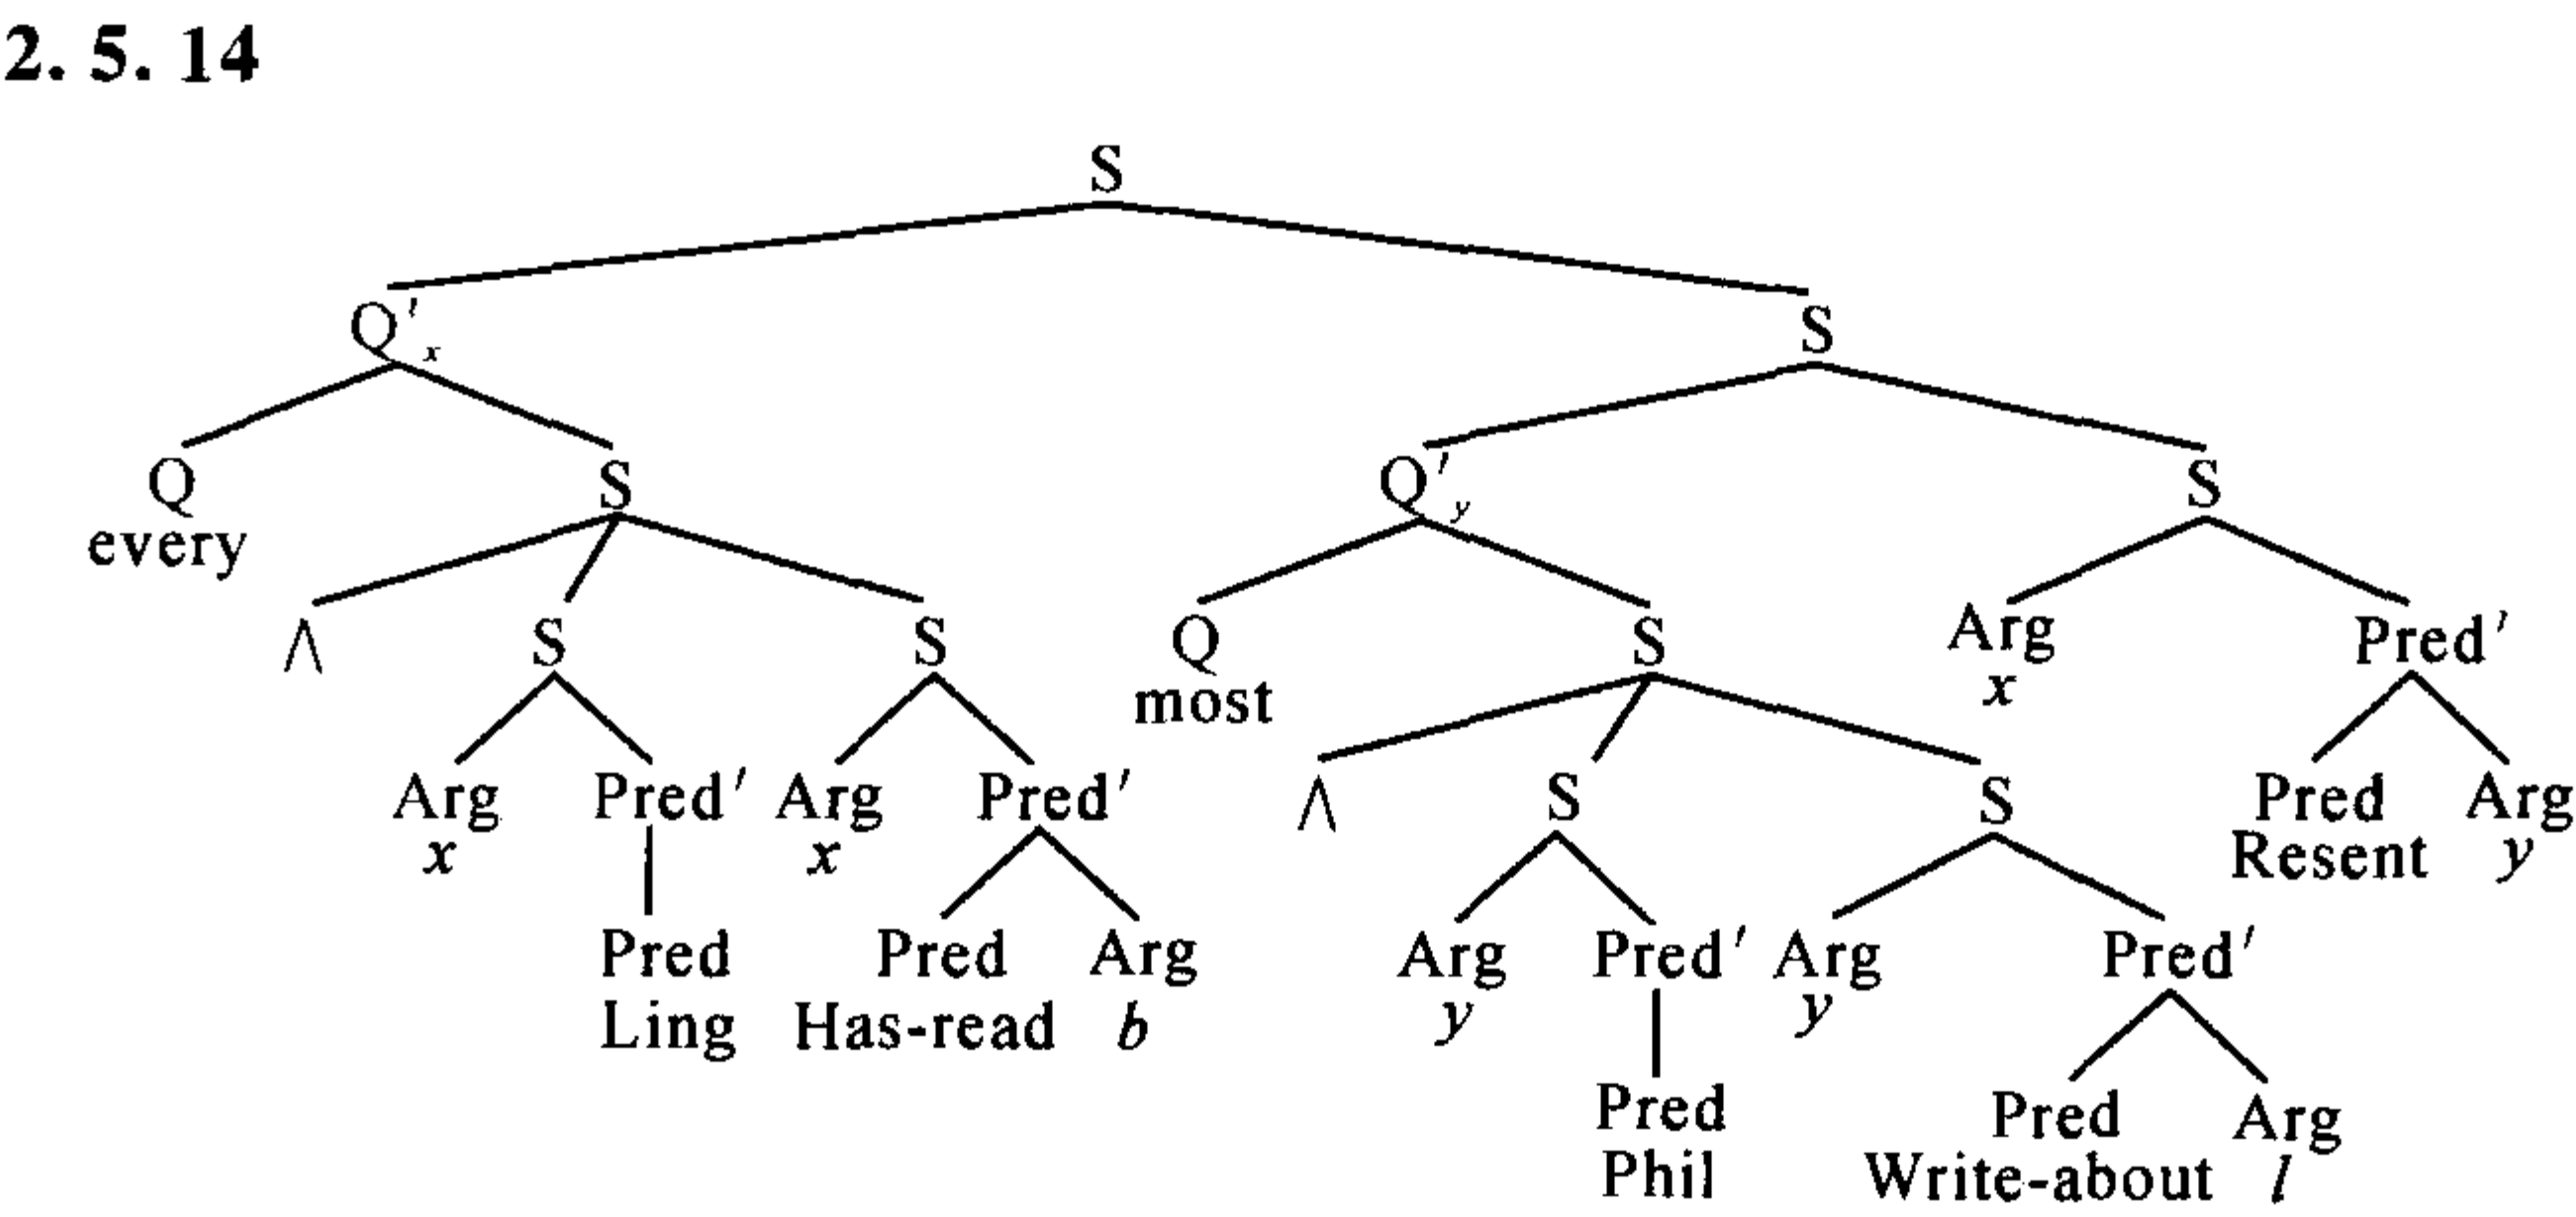 2. 5. 14
S
Q′x S
Q S Q′y S
every
∧ S S Q S Arg Pred′
most x
Arg Pred′ Arg Pred′ ∧ S S Pred Arg
x x Resent y
Pred Pred Arg Arg Pred′ Arg Pred′
Ling Has-read b y y
Pred Pred Arg
Phil Write-about l